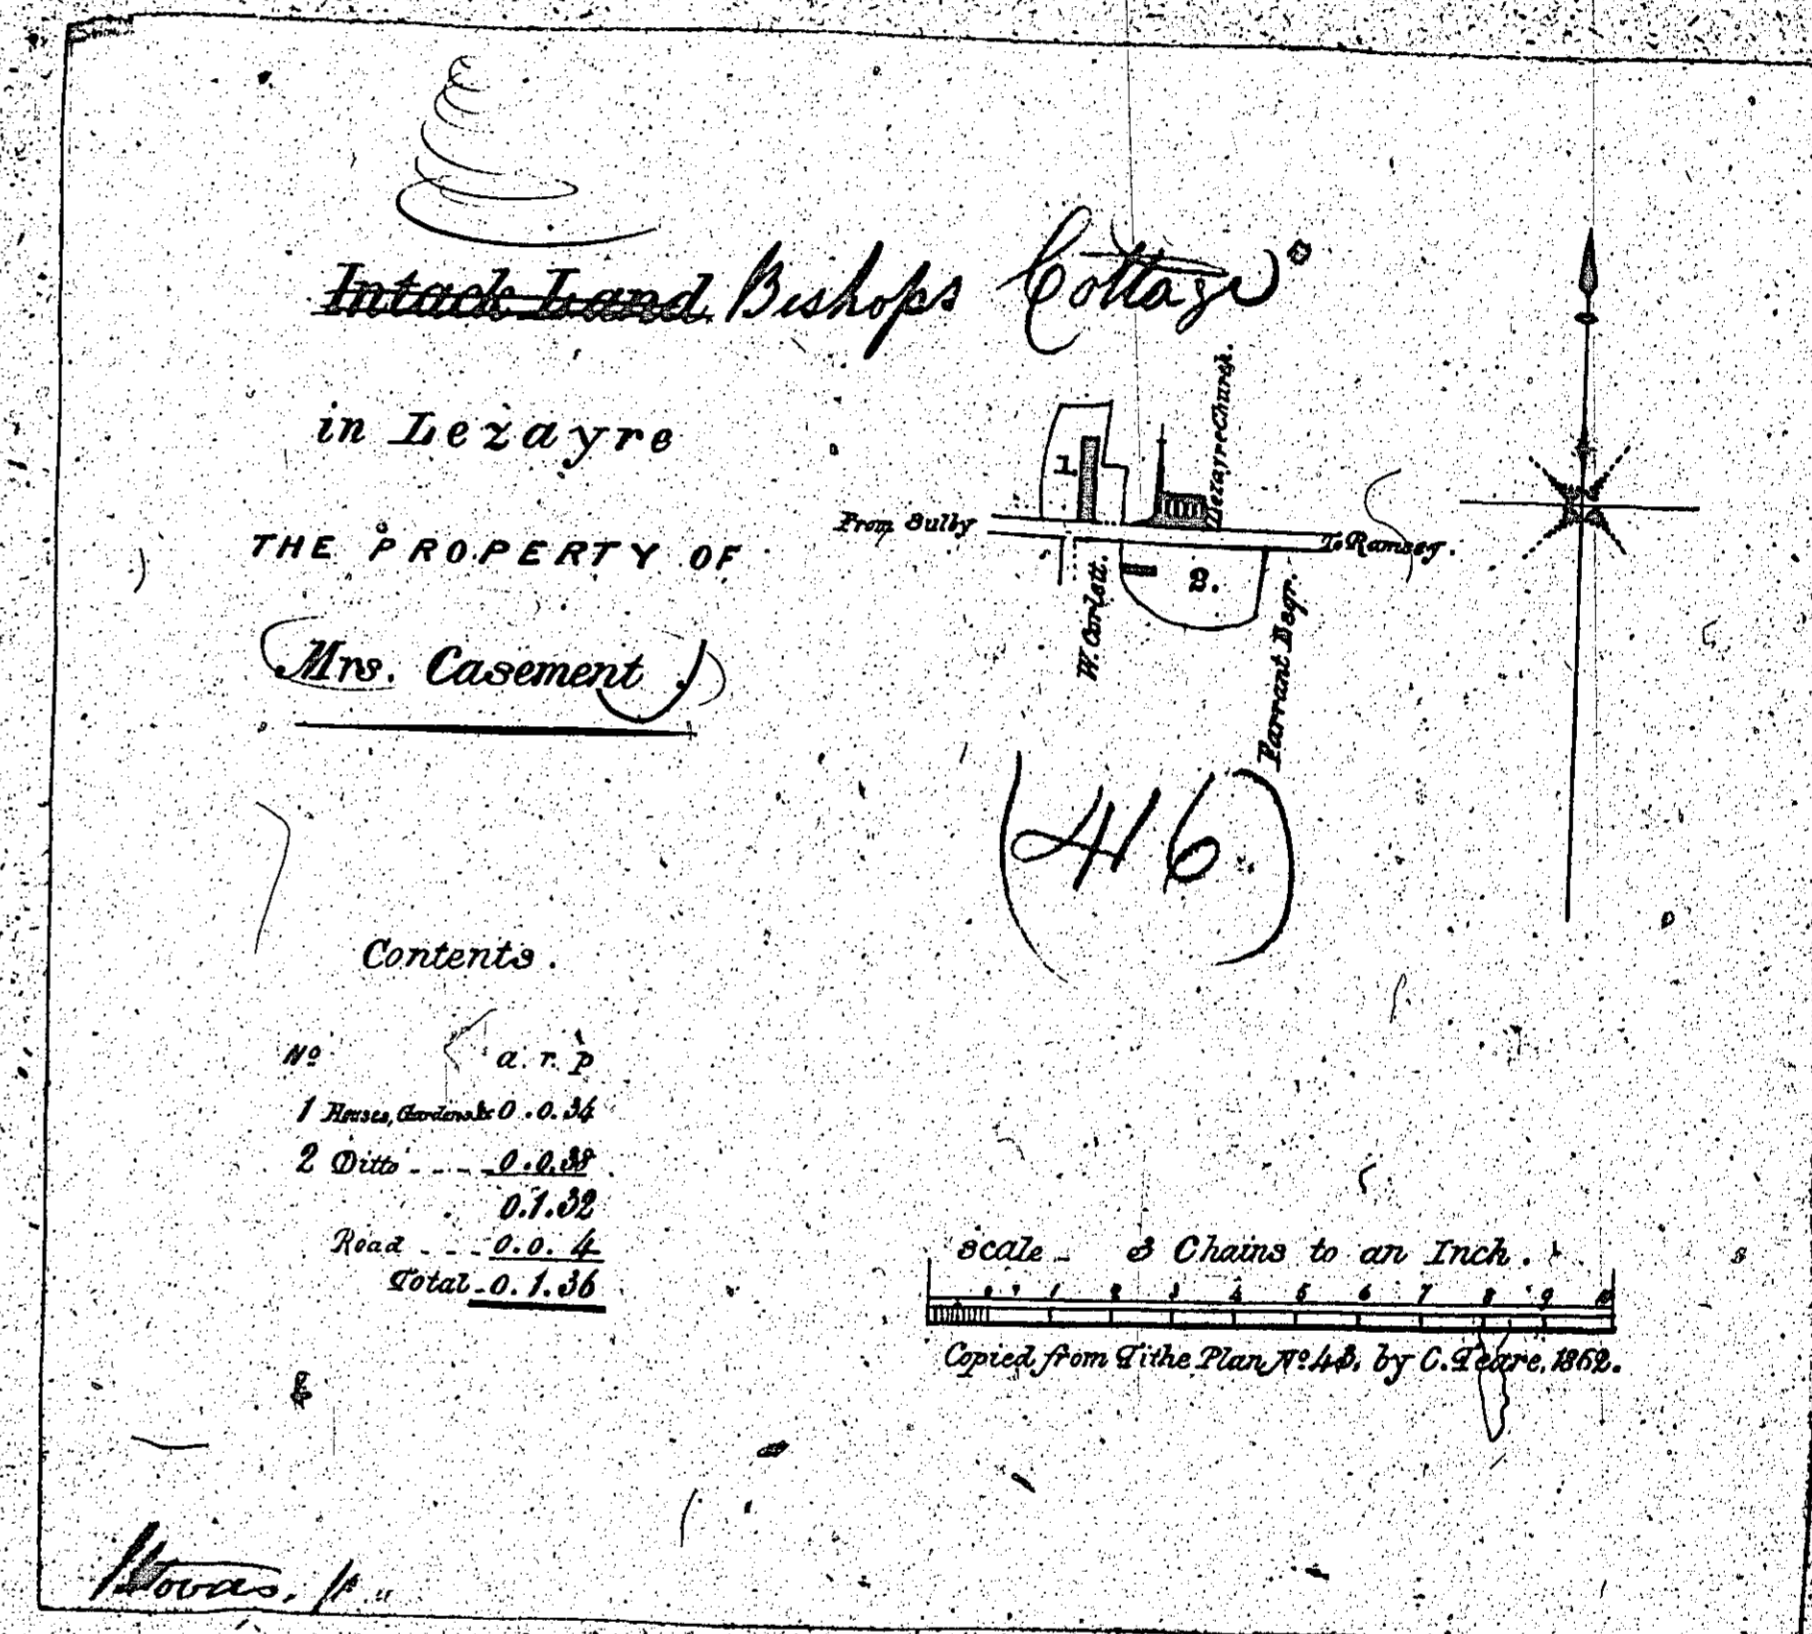 Intack Land. Bishops Cottage
in Lezayre
THE PROPERTY OF
Mrs. Casement
From Sulby
1
Lezayre Church.
To Ramsey.
2.
W. Corlett.
Farrant Esqr.
(416)
Contents.
No a. r. p
1 Houses, Gardens &c 0.0.34
2 Ditto 0.0.38
0.1.32
Road 0.0.4
Total 0.1.36
Scale 3 Chains to an Inch.
0 1 2 3 4 5 6 7 8 9 10
Copied from Tithe Plan No. by C. Teare, 1862.